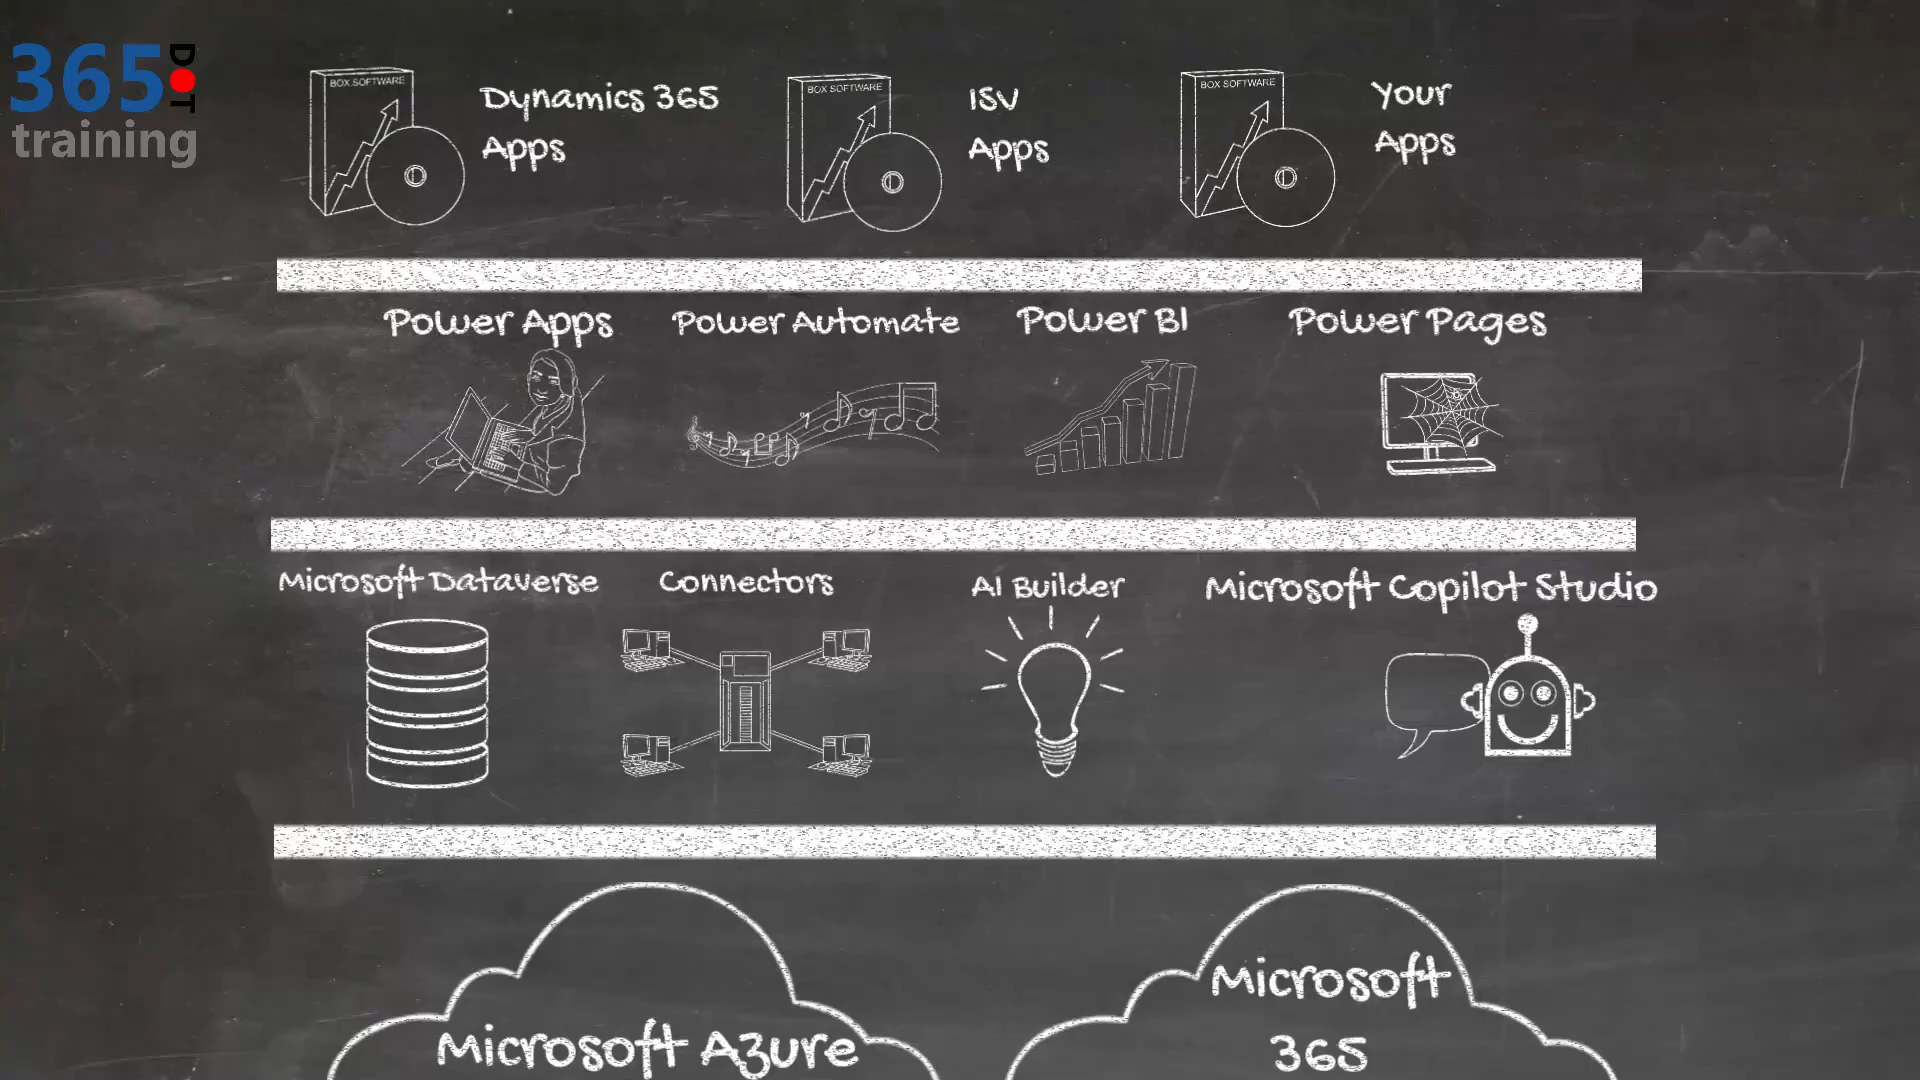 365
DOT
training
BOX SOFTWARE
Dynamics 365
Apps
BOX SOFTWARE
ISV
Apps
BOX SOFTWARE
Your
Apps
Power Apps
Power Automate
Power BI
Power Pages
Microsoft Dataverse
Connectors
AI Builder
Microsoft Copilot Studio
Microsoft Azure
Microsoft
365